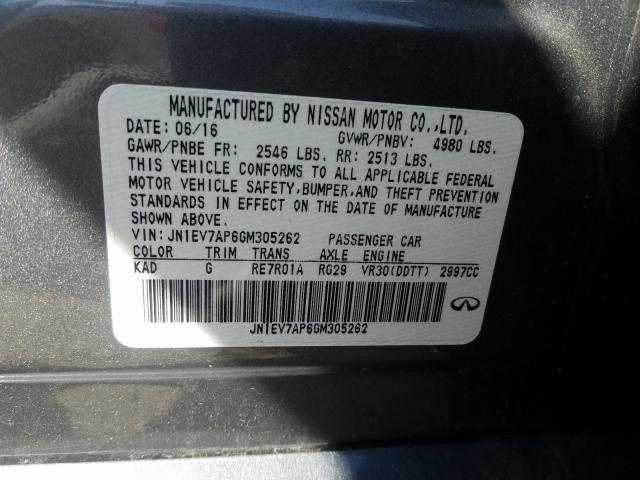 MANUFACTURED BY NISSAN MOTOR CO.,LTD.
DATE: 06/16 GVWR/PNBV: 4980 LBS.
GAWR/PNBE FR: 2546 LBS. RR: 2513 LBS.
THIS VEHICLE CONFORMS TO ALL APPLICABLE FEDERAL
MOTOR VEHICLE SAFETY,BUMPER,AND THEFT PREVENTION
STANDARDS IN EFFECT ON THE DATE OF MANUFACTURE
SHOWN ABOVE.
VIN: JN1EV7AP6GM305262 PASSENGER CAR
COLOR TRIM TRANS AXLE ENGINE
KAD G RE7R01A RG29 VR30(DDTT) 2997CC
JN1EV7AP6GM305262